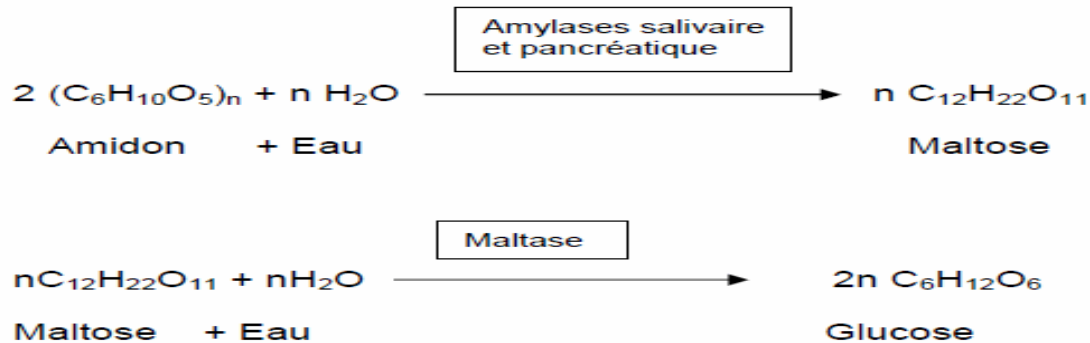 Amylases salivaire
et pancréatique
2 (C₆H₁₀O₅)ₙ + n H₂O n C₁₂H₂₂O₁₁
Amidon + Eau Maltose
Maltase
nC₁₂H₂₂O₁₁ + nH₂O 2n C₆H₁₂O₆
Maltose + Eau Glucose